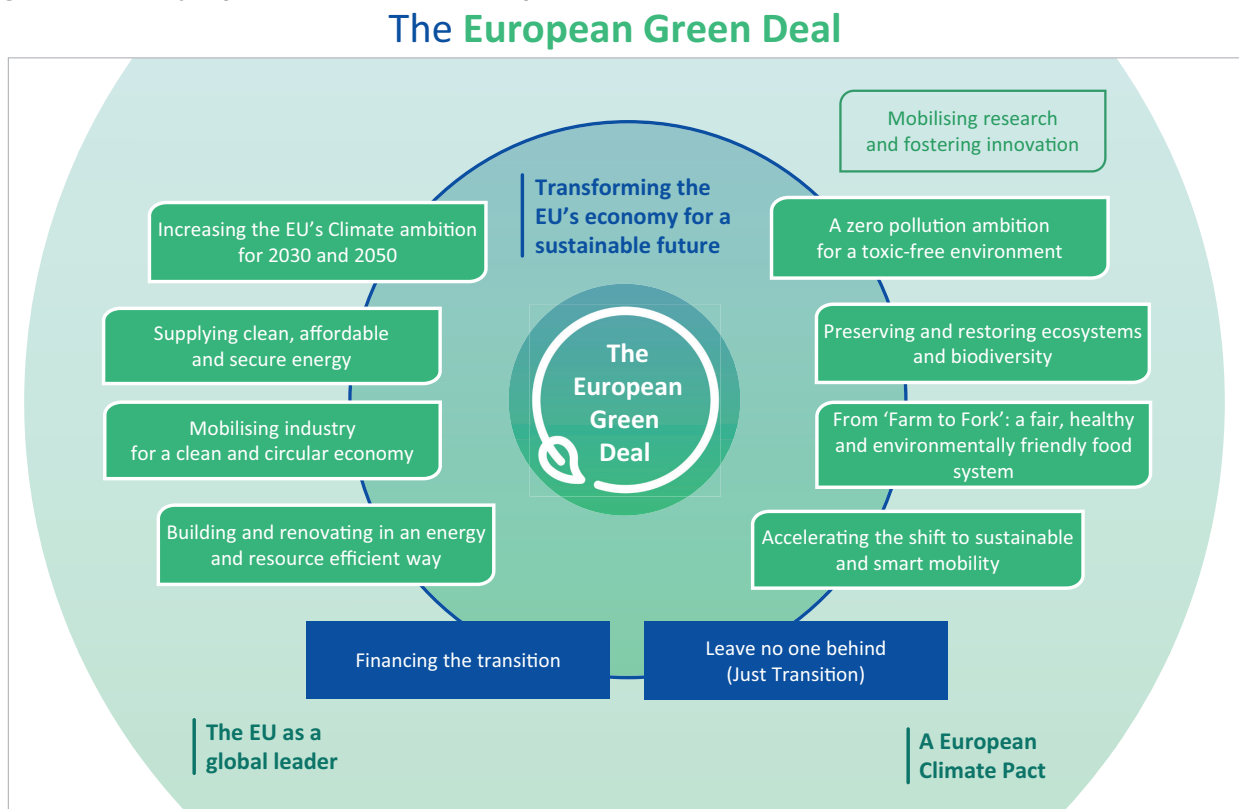 The European Green Deal
Mobilising research
and fostering innovation
Transforming the
EU's economy for a
sustainable future
Increasing the EU's Climate ambition
for 2030 and 2050
Supplying clean, affordable
and secure energy
Mobilising industry
for a clean and circular economy
Building and renovating in an energy
and resource efficient way
The
European
Green
Deal
A zero pollution ambition
for a toxic-free environment
Preserving and restoring ecosystems
and biodiversity
From ‘Farm to Fork’: a fair, healthy
and environmentally friendly food
system
Accelerating the shift to sustainable
and smart mobility
Financing the transition
Leave no one behind
(Just Transition)
The EU as a
global leader
A European
Climate Pact